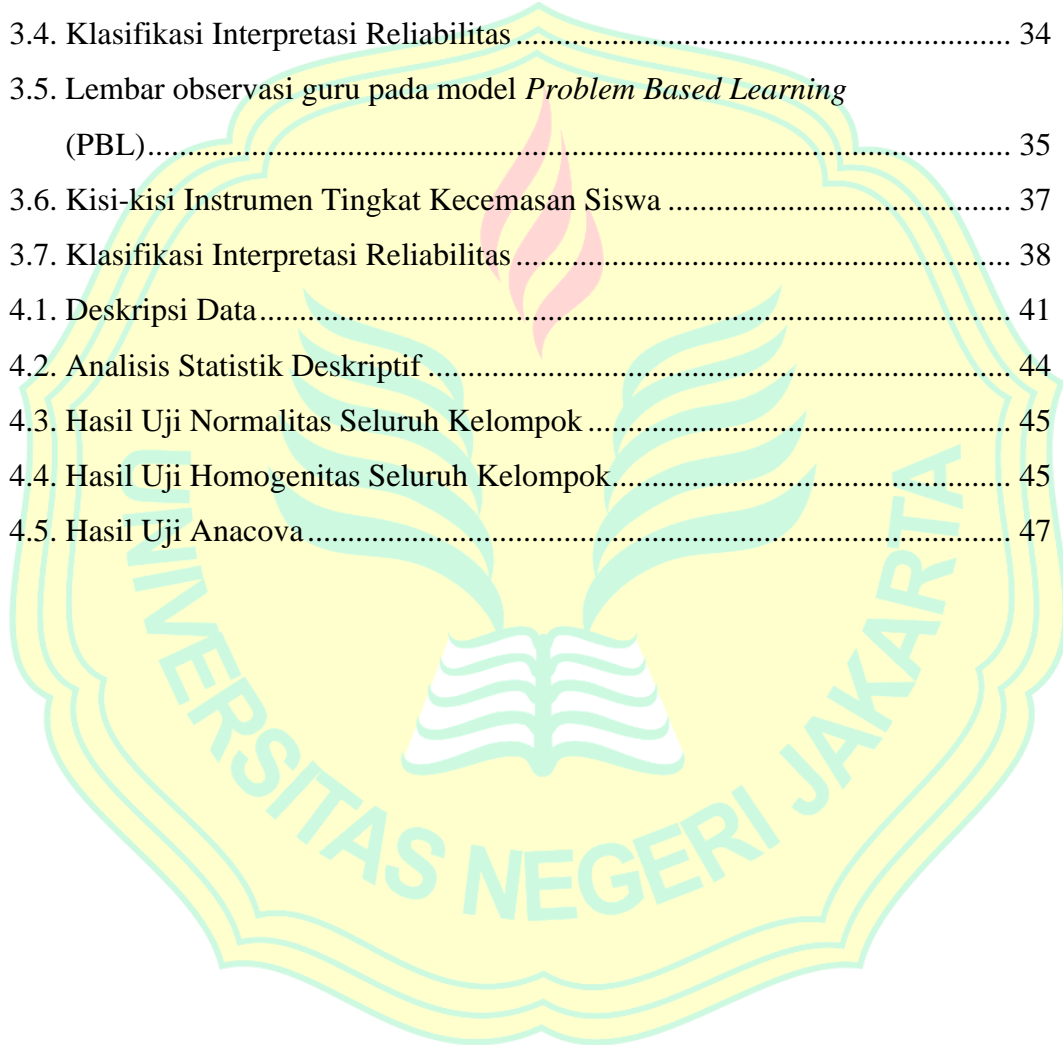 3.4. Klasifikasi Interpretasi Reliabilitas ........................................................................ 34
3.5. Lembar observasi guru pada model Problem Based Learning
(PBL) ........................................................................ 35
3.6. Kisi-kisi Instrumen Tingkat Kecemasan Siswa ........................................................................ 37
3.7. Klasifikasi Interpretasi Reliabilitas ........................................................................ 38
4.1. Deskripsi Data ........................................................................ 41
4.2. Analisis Statistik Deskriptif ........................................................................ 44
4.3. Hasil Uji Normalitas Seluruh Kelompok ........................................................................ 45
4.4. Hasil Uji Homogenitas Seluruh Kelompok ........................................................................ 45
4.5. Hasil Uji Anacova ........................................................................ 47
UNIVERSITAS NEGERI JAKARTA